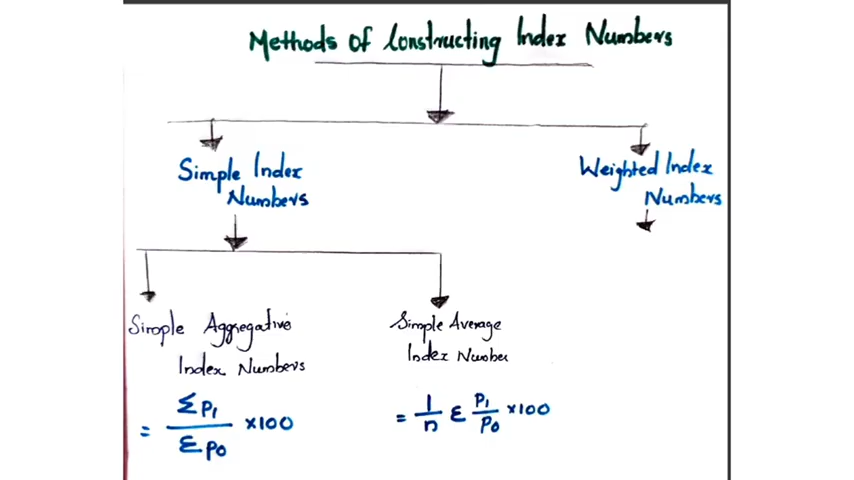 Methods of Constructing Index Numbers
Simple Index
Numbers
Weighted Index
Numbers
Simple Aggregative
Index Numbers
= Σp₁/Σp₀ ×100
Simple Average
Index Number
= 1/n Σ p₁/p₀ ×100